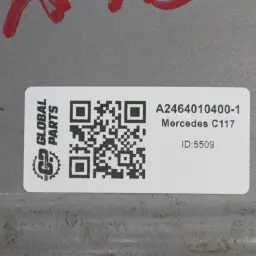 GLOBAL
PARTS
A2464010400-1
Mercedes C117
ID:5509